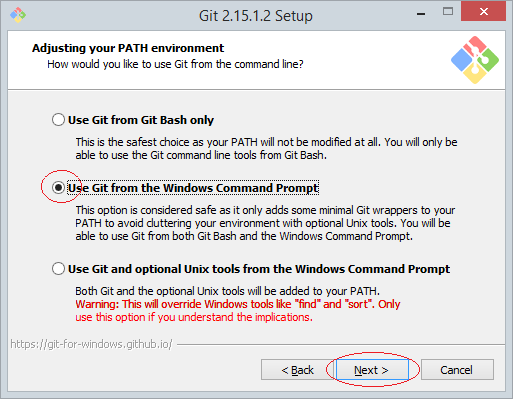 Git 2.15.1.2 Setup
Adjusting your PATH environment
How would you like to use Git from the command line?
Use Git from Git Bash only
This is the safest choice as your PATH will not be modified at all. You will only be
able to use the Git command line tools from Git Bash.
Use Git from the Windows Command Prompt
This option is considered safe as it only adds some minimal Git wrappers to your
PATH to avoid cluttering your environment with optional Unix tools. You will be
able to use Git from both Git Bash and the Windows Command Prompt.
Use Git and optional Unix tools from the Windows Command Prompt
Both Git and the optional Unix tools will be added to your PATH.
Warning: This will override Windows tools like "find" and "sort". Only
use this option if you understand the implications.
https://git-for-windows.github.io/
< Back Next > Cancel